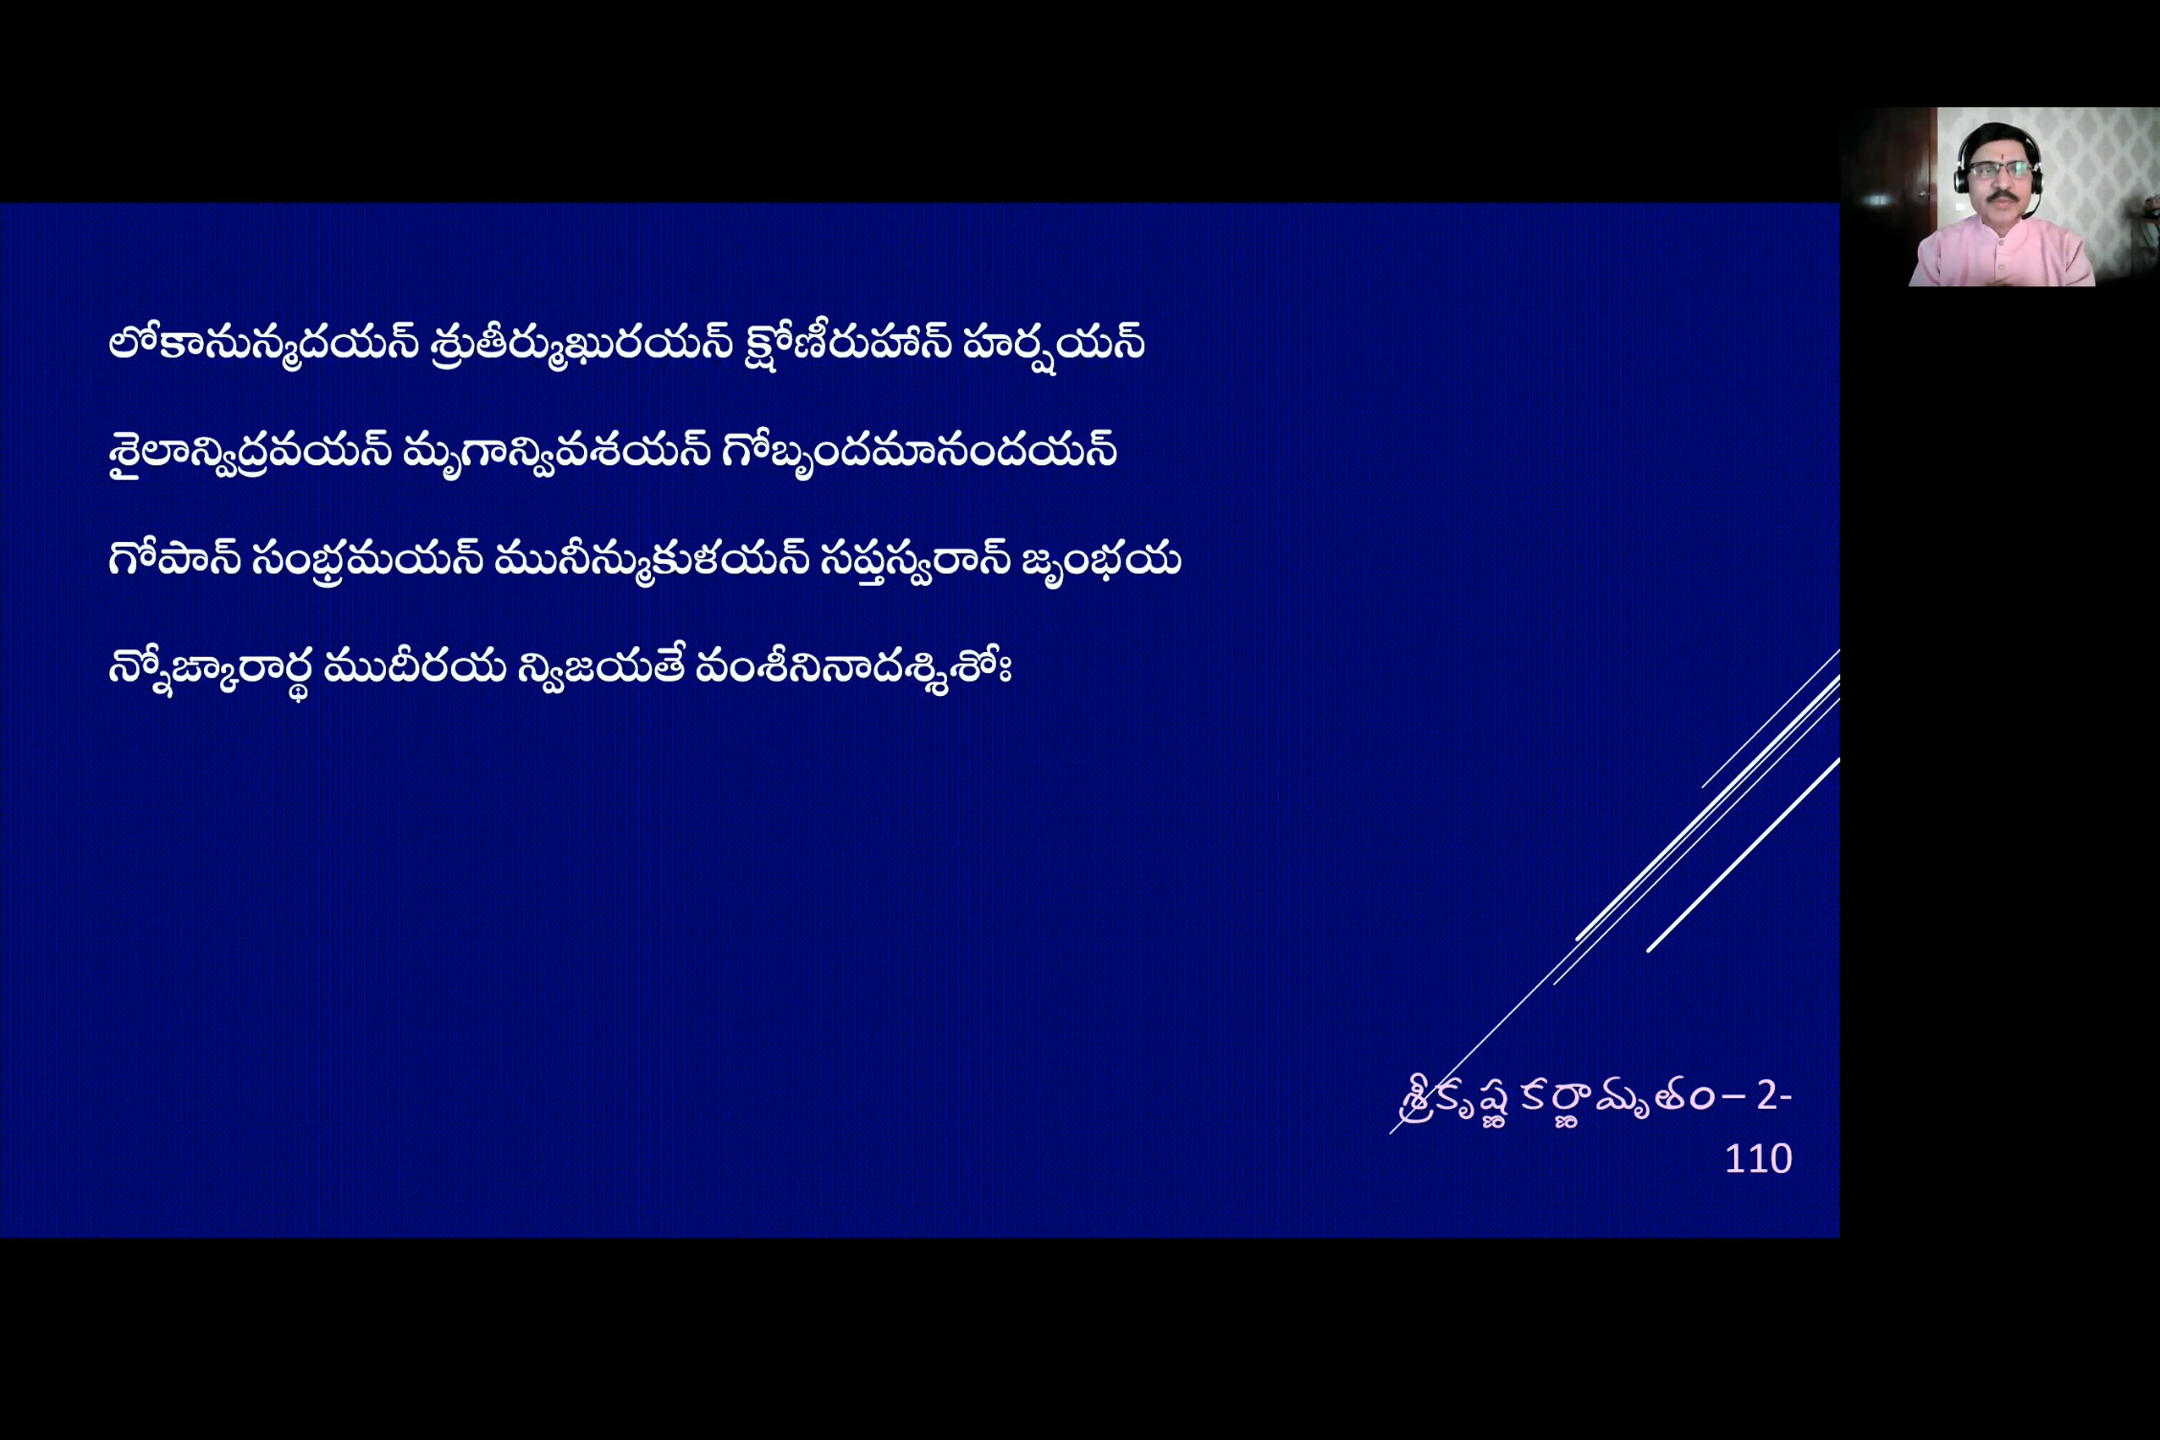 లోకానున్మదయన్ శ్రుతీర్ముఖురయన్ క్షోణీరుహాన్ హర్షయన్
శైలాన్విద్రవయన్ మృగాన్వివశయన్ గోబృందమానందయన్
గోపాన్ సంభ్రమయన్ మునీన్ముకుళయన్ సప్తస్వరాన్ జృంభయ
న్నోఙ్కారార్థ ముదీరయ న్విజయతే వంశీనినాదశ్శిశోః
శ్రీకృష్ణ కర్ణామృతం – 2-
110